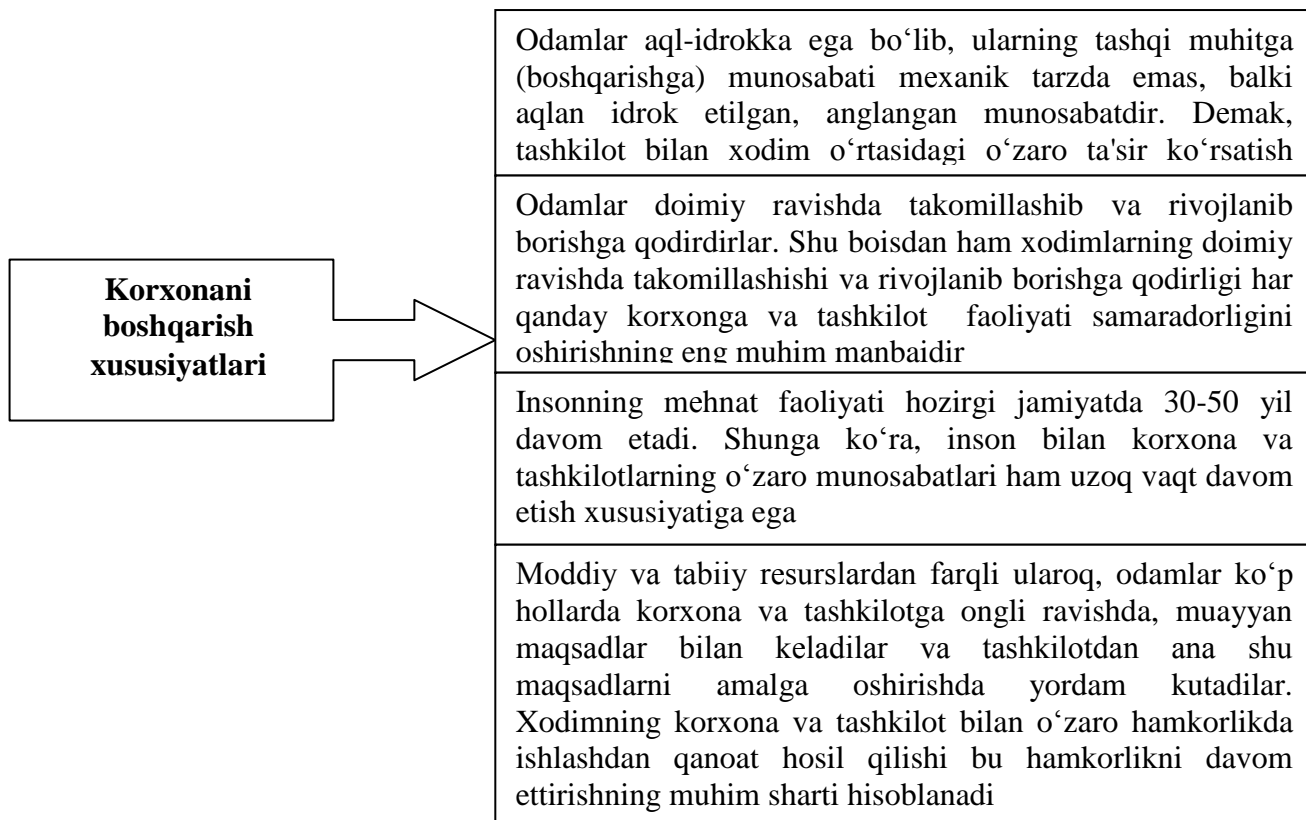 Korxonani
boshqarish
xususiyatlari
Odamlar aql-idrokka ega bo‘lib, ularning tashqi muhitga
(boshqarishga) munosabati mexanik tarzda emas, balki
aqlan idrok etilgan, anglangan munosabatdir. Demak,
tashkilot bilan xodim o‘rtasidagi o‘zaro ta'sir ko‘rsatish
Odamlar doimiy ravishda takomillashib va rivojlanib
borishga qodirdirlar. Shu boisdan ham xodimlarning doimiy
ravishda takomillashishi va rivojlanib borishga qodirligi har
qanday korxonga va tashkilot faoliyati samaradorligini
oshirishning eng muhim manbaidir
Insonning mehnat faoliyati hozirgi jamiyatda 30-50 yil
davom etadi. Shunga ko‘ra, inson bilan korxona va
tashkilotlarning o‘zaro munosabatlari ham uzoq vaqt davom
etish xususiyatiga ega
Moddiy va tabiiy resurslardan farqli ularoq, odamlar ko‘p
hollarda korxona va tashkilotga ongli ravishda, muayyan
maqsadlar bilan keladilar va tashkilotdan ana shu
maqsadlarni amalga oshirishda yordam kutadilar.
Xodimning korxona va tashkilot bilan o‘zaro hamkorlikda
ishlashdan qanoat hosil qilishi bu hamkorlikni davom
ettirishning muhim sharti hisoblanadi